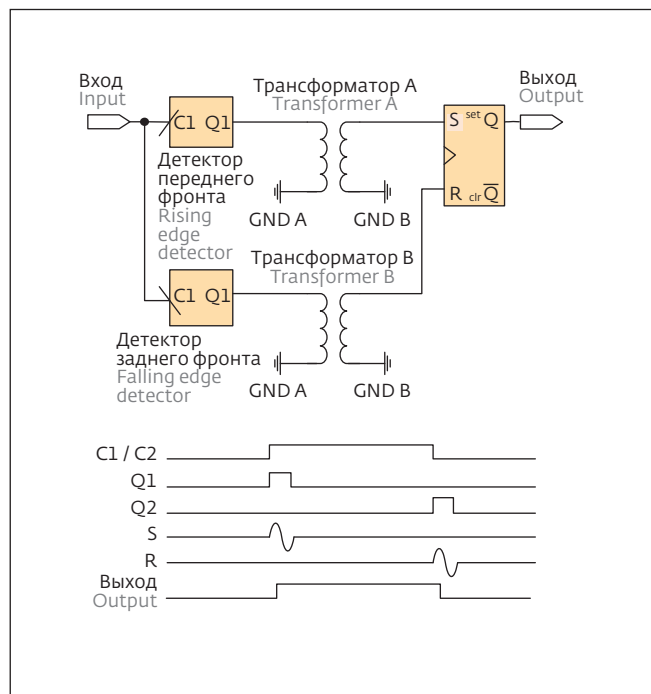 Вход
Input
C1 Q1
Детектор
переднего
фронта
Rising
edge
detector
Трансформатор A
Transformer A
GND A GND B
S set Q
R clr Q̅
Выход
Output
C1 Q1
Детектор
заднего фронта
Falling edge
detector
Трансформатор B
Transformer B
GND A GND B
C1 / C2
Q1
Q2
S
R
Выход
Output